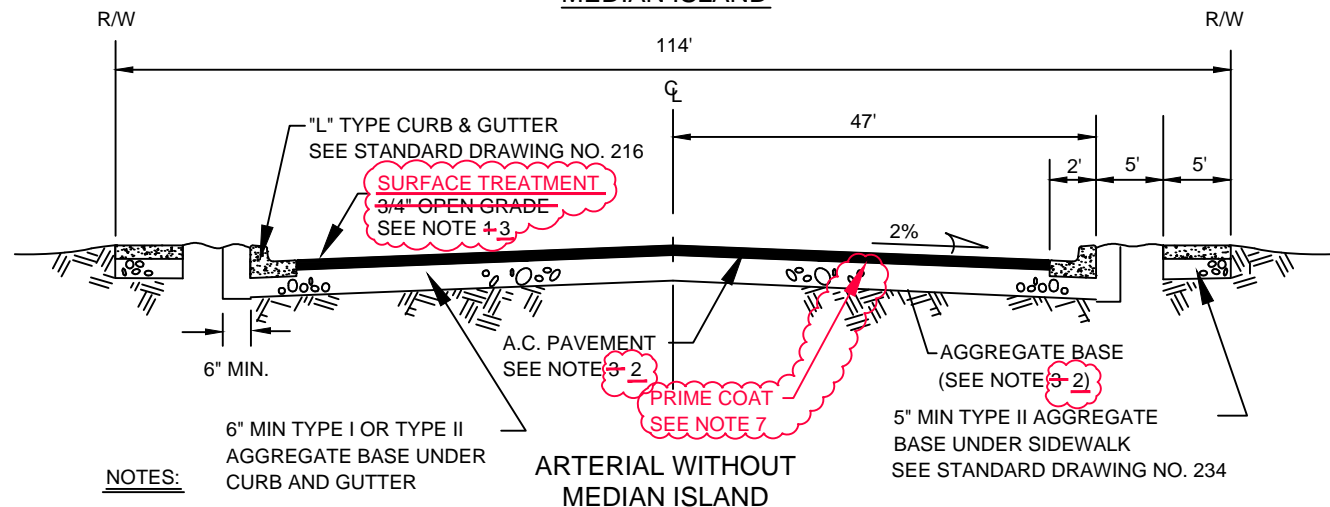 MEDIAN ISLAND
R/W
R/W
114'
℄
47'
"L" TYPE CURB & GUTTER
SEE STANDARD DRAWING NO. 216
2'
5'
5'
SURFACE TREATMENT
3/4" OPEN GRADE
SEE NOTE 1 3
2%
A.C. PAVEMENT
SEE NOTE 3 2
AGGREGATE BASE
(SEE NOTE 3 2)
6" MIN.
PRIME COAT
SEE NOTE 7
6" MIN TYPE I OR TYPE II
AGGREGATE BASE UNDER
CURB AND GUTTER
5" MIN TYPE II AGGREGATE
BASE UNDER SIDEWALK
SEE STANDARD DRAWING NO. 234
NOTES:
ARTERIAL WITHOUT
MEDIAN ISLAND